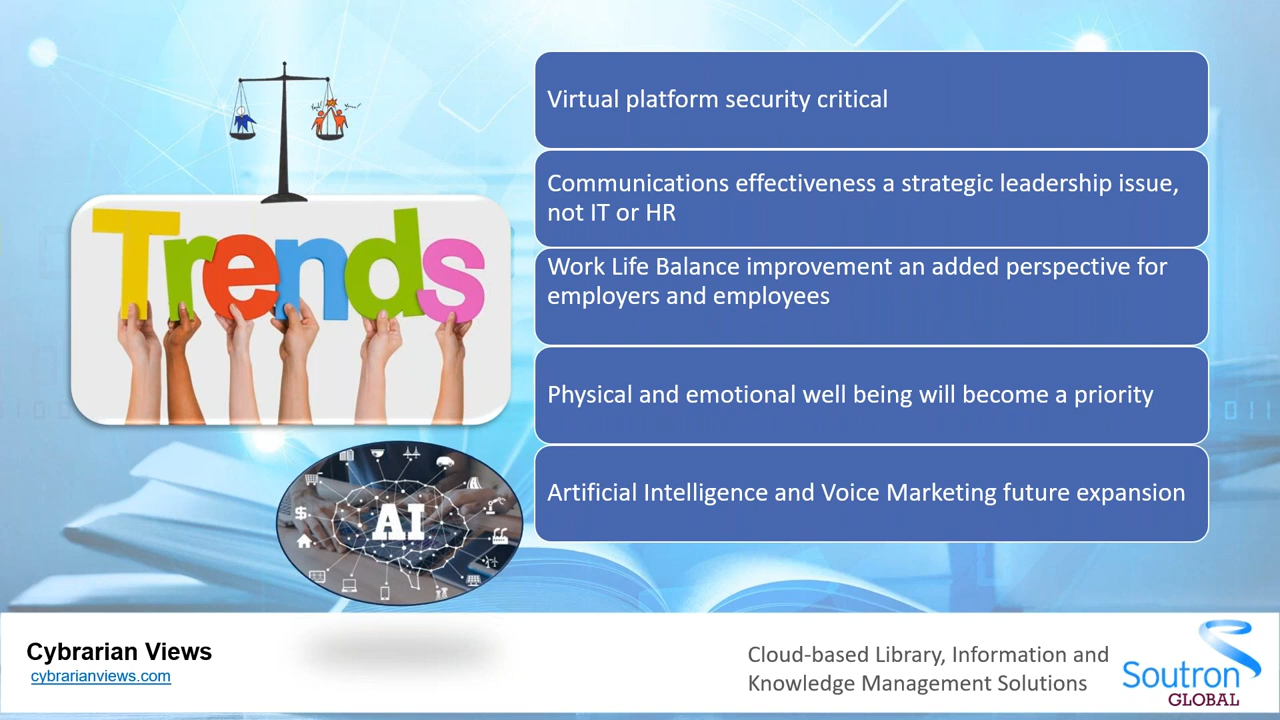 Trends
AI
Virtual platform security critical
Communications effectiveness a strategic leadership issue,
not IT or HR
Work Life Balance improvement an added perspective for
employers and employees
Physical and emotional well being will become a priority
Artificial Intelligence and Voice Marketing future expansion
Cybrarian Views
cybrarianviews.com
Cloud-based Library, Information and
Knowledge Management Solutions
Soutron
GLOBAL